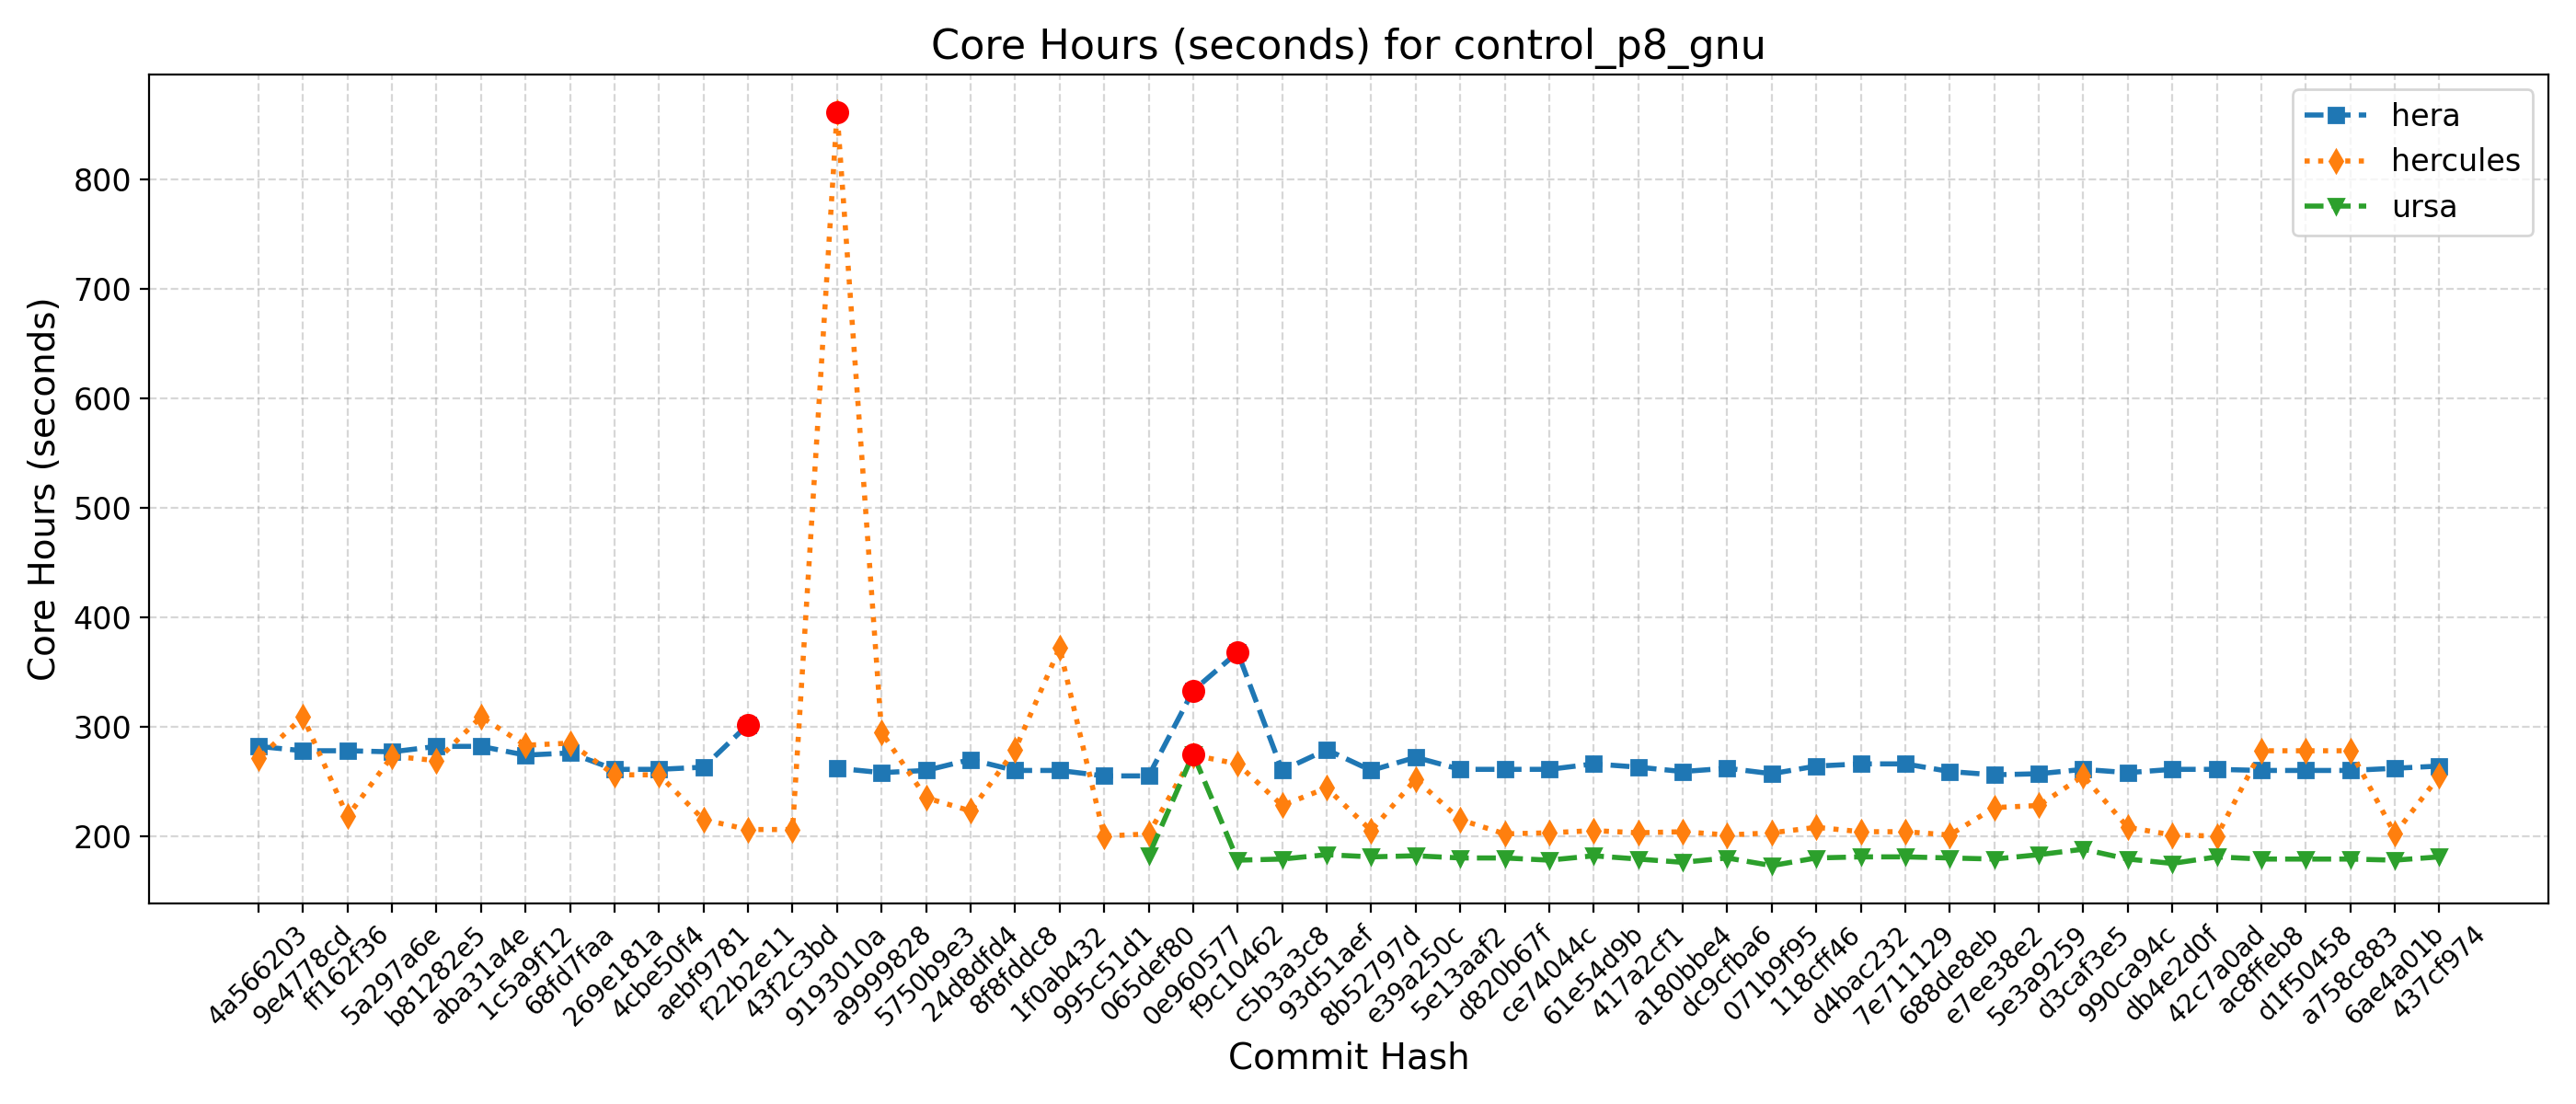 Core Hours (seconds) for control_p8_gnu
hera
hercules
ursa
Core Hours (seconds)
800
700
600
500
400
300
200
4a566203
9e4778cd
ff162f36
5a297a6e
b81282e5
aba31a4e
1c5a9f12
68fd7faa
269e181a
4cbe50f4
aebf9781
f22b2e11
43f2c3bd
9193010a
a9999828
5750b9e3
24d8dfd4
8f8fddc8
1f0ab432
995c51d1
065def80
0e960577
f9c10462
c5b3a3c8
93d51aef
8b52797d
e39a250c
5e13aaf2
d820b67f
ce74044c
61e54d9b
417a2cf1
a180bbe4
dc9cfba6
071b9f95
118cff46
d4bac232
7e711129
688de8eb
e7ee38e2
5e3a9259
d3caf3e5
990ca94c
db4e2d0f
42c7a0ad
ac8ffeb8
d1f50458
a758c883
6ae4a01b
437cf974
Commit Hash